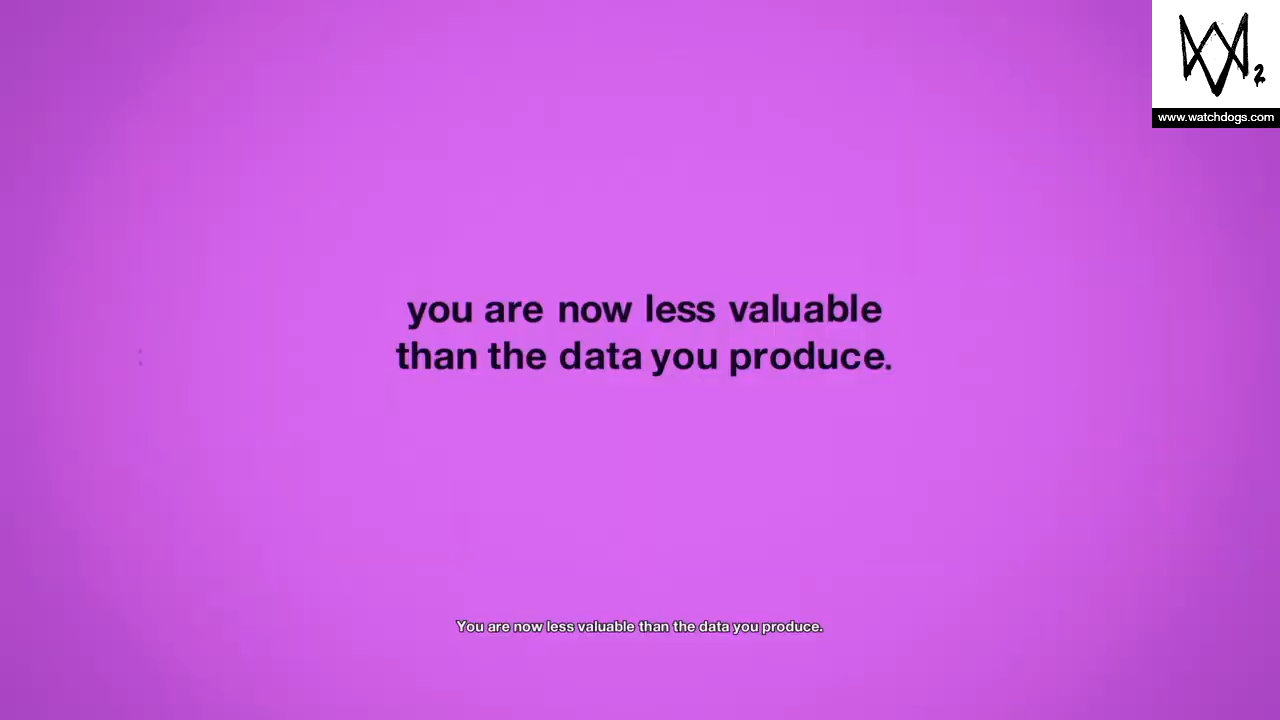 2
www.watchdogs.com
you are now less valuable
than the data you produce.
You are now less valuable than the data you produce.